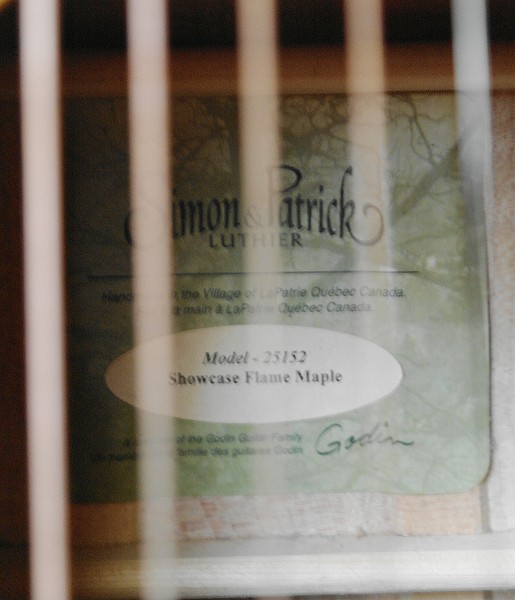 Simon & Patrick
LUTHIER
in the Village of LaPatrie Québec Canada.
main à LaPatrie Québec Canada.
Model - 25152
Showcase Flame Maple
of the Godin Guitar Family
famille des guitares Godin
Godin